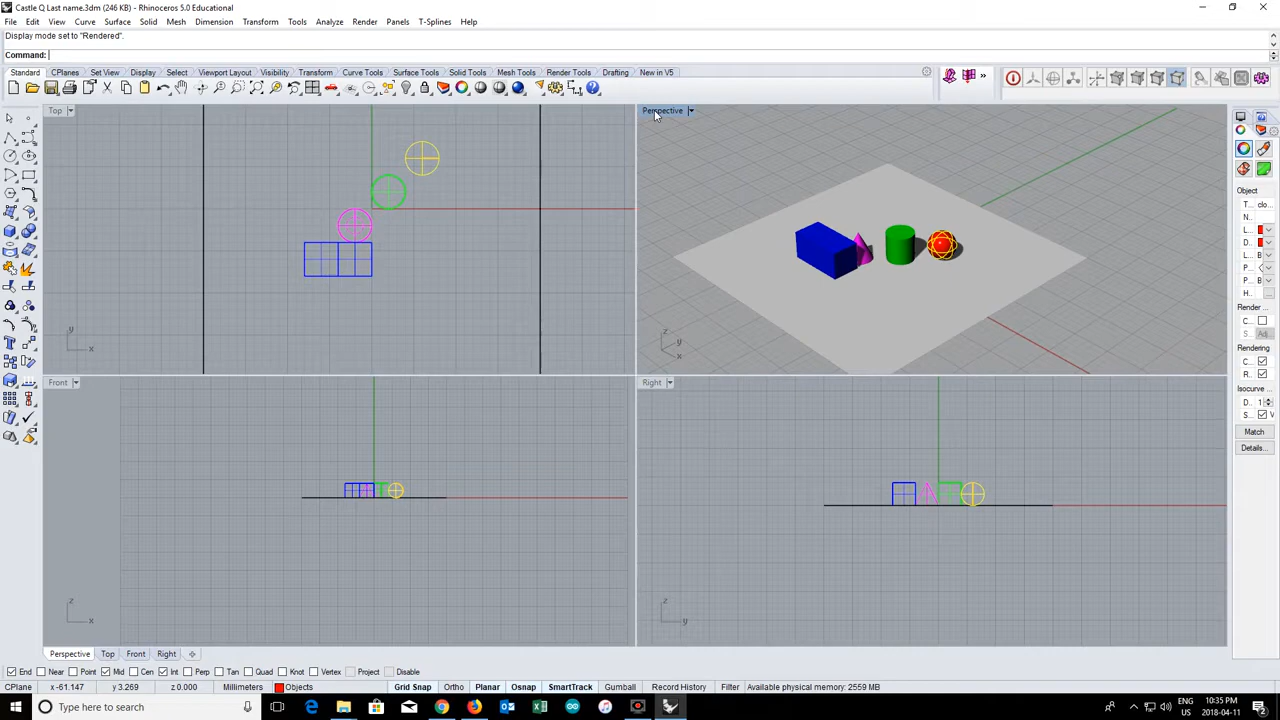 Castle Q Last name.3dm (246 KB) - Rhinoceros 5.0 Educational
File Edit View Curve Surface Solid Mesh Dimension Transform Tools Analyze Render Panels T-Splines Help
Display mode set to "Rendered".
Command:
Standard CPlanes Set View Display Select Viewport Layout Visibility Transform Curve Tools Surface Tools Solid Tools Mesh Tools Render Tools Drafting New in V5
Top
Perspective
Object
T... clo
N...
L...
D...
L... B
P...
P... B
H... ...
Render ...
C...
S... Adj
Rendering
C...
R...
Isocurve
D... 1
S... V
Match
Details...
y
x
z
y
x
Front
Right
z
x
z
y
Perspective Top Front Right
End Near Point Mid Cen Int Perp Tan Quad Knot Vertex Project Disable
CPlane x -61.147 y 3.269 z 0.000 Millimeters Objects Grid Snap Ortho Planar Osnap SmartTrack Gumball Record History Filter Available physical memory: 2559 MB
Type here to search
ENG 10:35 PM
US 2018-04-11